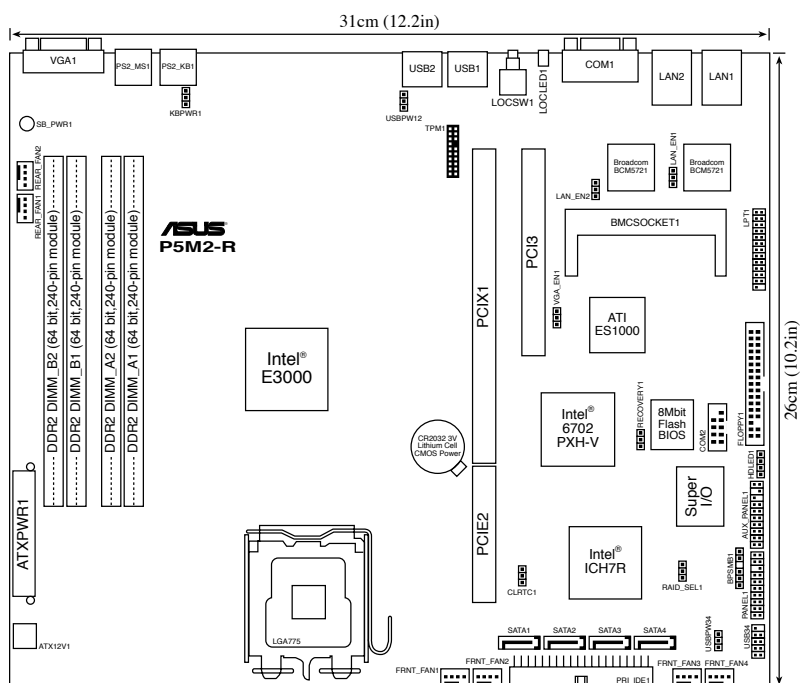 31cm (12.2in)
VGA1
PS2_MS1
PS2_KB1
USB2
USB1
LOCSW1
LOCLED1
COM1
LAN2
LAN1
KBPWR1
USBPW12
SB_PWR1
TPM1
REAR_FAN2
REAR_FAN1
LAN_EN1
Broadcom
BCM5721
Broadcom
BCM5721
LAN_EN2
LPT1
BMCSOCKET1
DDR2 DIMM_B2 (64 bit,240-pin module)
DDR2 DIMM_B1 (64 bit,240-pin module)
DDR2 DIMM_A2 (64 bit,240-pin module)
DDR2 DIMM_A1 (64 bit,240-pin module)
ASUS
P5M2-R
PCIX1
PCI3
VGA_EN1
ATI
ES1000
26cm (10.2in)
Intel®
E3000
Intel®
6702
PXH-V
RECOVERY1
8Mbit
Flash
BIOS
COM2
FLOPPY1
CR2032 3V
Lithium Cell
CMOS Power
HDLED1
Super
I/O
AUX_PANEL1
ATXPWR1
PCIE2
Intel®
ICH7R
CLRTC1
RAID_SEL1
BPSMB1
PANEL1
ATX12V1
LGA775
SATA1
SATA2
SATA3
SATA4
USBPW34
USB34
FRNT_FAN1
FRNT_FAN2
PRI_IDE1
FRNT_FAN3
FRNT_FAN4